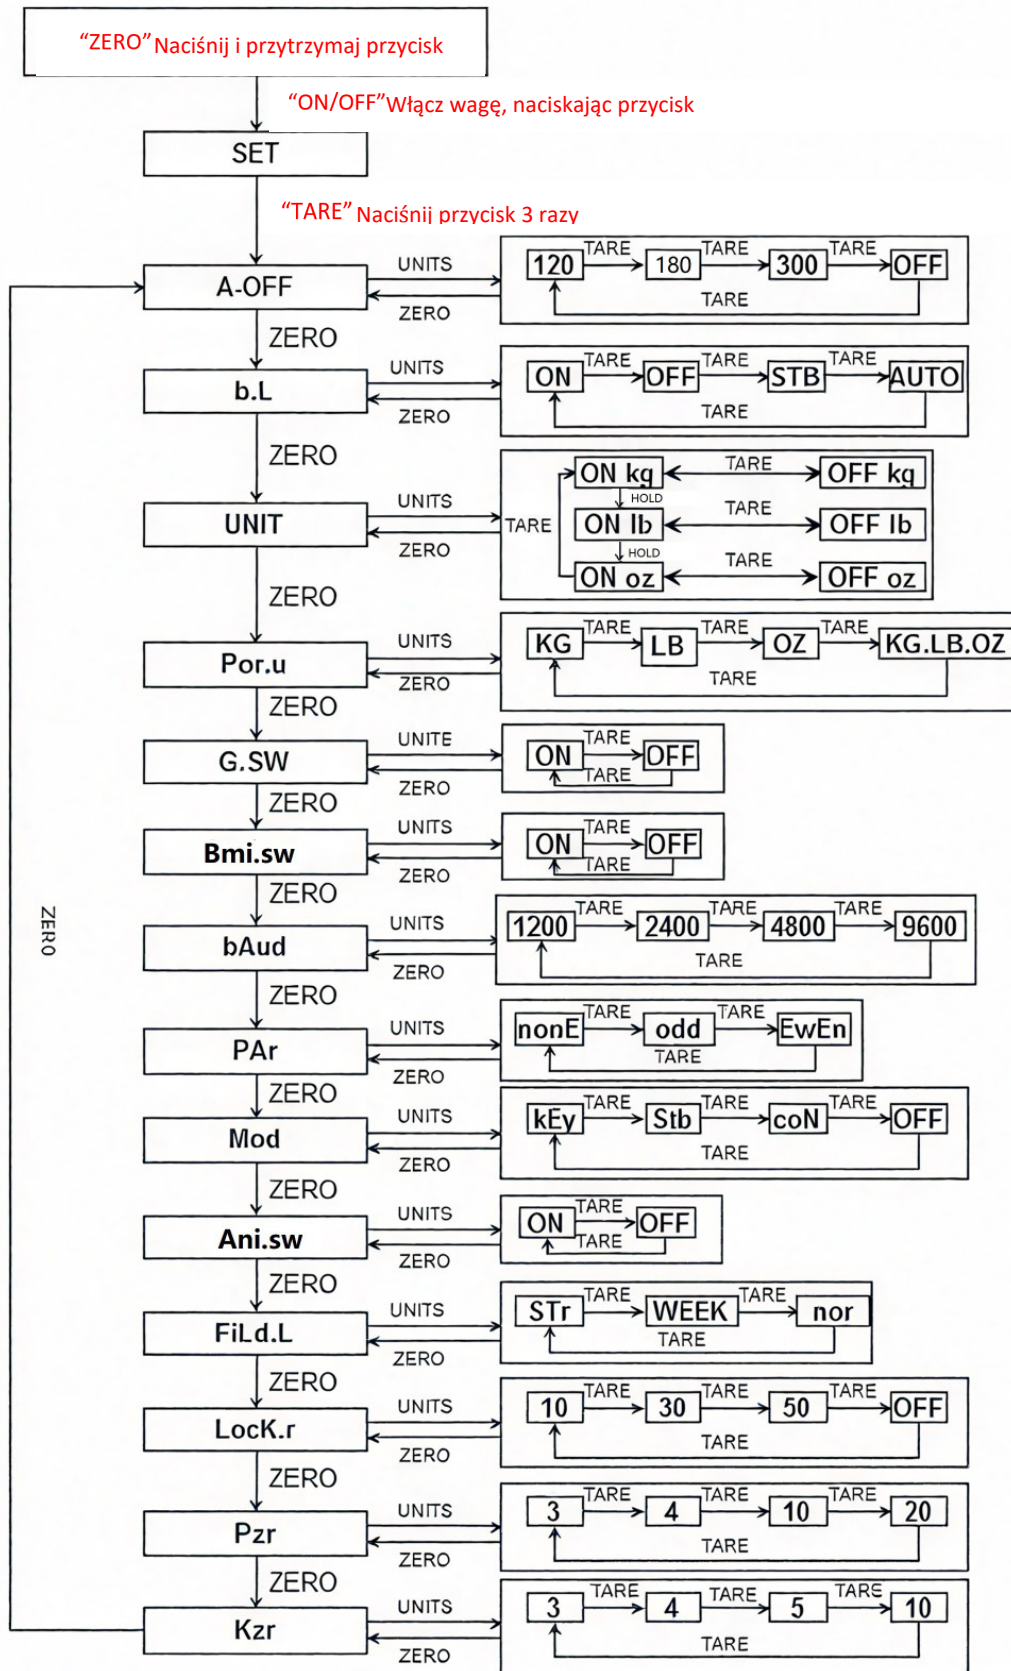 “ZERO” Naciśnij i przytrzymaj przycisk
“ON/OFF” Włącz wagę, naciskając przycisk
SET
“TARE” Naciśnij przycisk 3 razy
A-OFF
UNITS
ZERO
120 TARE 180 TARE 300 TARE OFF
TARE
ZERO
b.L
UNITS
ZERO
ON TARE OFF TARE STB TARE AUTO
TARE
ZERO
UNIT
UNITS
ZERO
TARE
ON kg TARE OFF kg
HOLD
ON lb TARE OFF lb
HOLD
ON oz TARE OFF oz
ZERO
Por.u
UNITS
ZERO
KG TARE LB TARE OZ TARE KG.LB.OZ
TARE
ZERO
G.SW
UNITE
ZERO
ON TARE OFF
TARE
ZERO
Bmi.sw
UNITS
ZERO
ON TARE OFF
TARE
ZERO
bAud
UNITS
ZERO
1200 TARE 2400 TARE 4800 TARE 9600
TARE
ZERO
PAr
UNITS
ZERO
nonE TARE odd TARE EwEn
TARE
ZERO
Mod
UNITS
ZERO
kEy TARE Stb TARE coN TARE OFF
TARE
ZERO
Ani.sw
UNITS
ZERO
ON TARE OFF
TARE
ZERO
FiLd.L
UNITS
ZERO
STr TARE WEEK TARE nor
TARE
ZERO
LocK.r
UNITS
ZERO
10 TARE 30 TARE 50 TARE OFF
TARE
ZERO
Pzr
UNITS
ZERO
3 TARE 4 TARE 10 TARE 20
TARE
ZERO
Kzr
UNITS
ZERO
3 TARE 4 TARE 5 TARE 10
TARE
ZERO